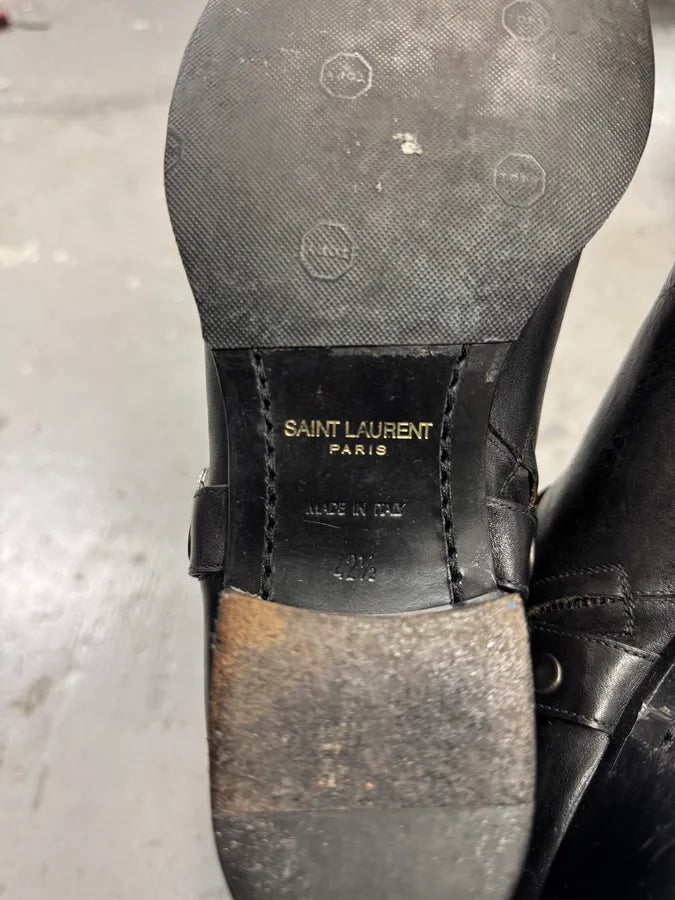 SAINT LAURENT
PARIS
MADE IN ITALY
42½